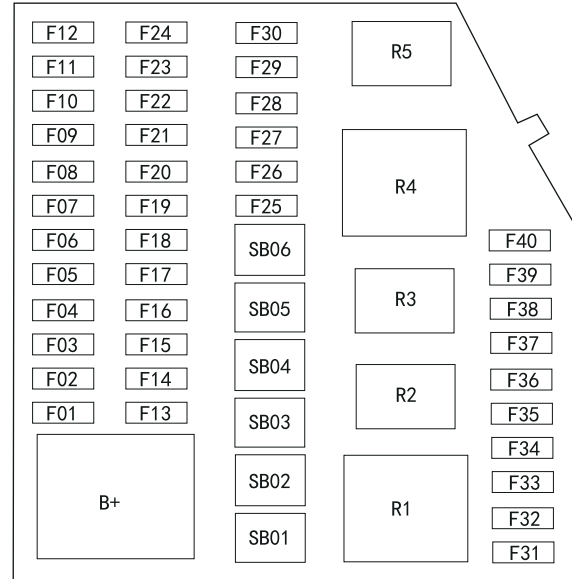 F12 F24 F30 R5
F11 F23 F29
F10 F22 F28
F09 F21 F27
F08 F20 F26 R4
F07 F19 F25
F06 F18 SB06 F40
F05 F17 F39
F04 F16 SB05 R3 F38
F03 F15 F37
F02 F14 SB04 F36
F01 F13 SB03 R2 F35
F34
B+ SB02 R1 F33
F32
SB01 F31